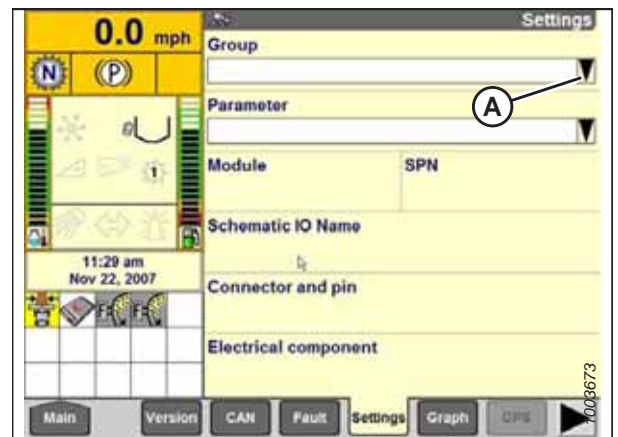 0.0 mph
Settings
Group
N
(P)
A
Parameter
1
Module SPN
Schematic IO Name
11:29 am
Nov 22, 2007
Connector and pin
Electrical component
1003673
Main Version CAN Fault Settings Graph GPS